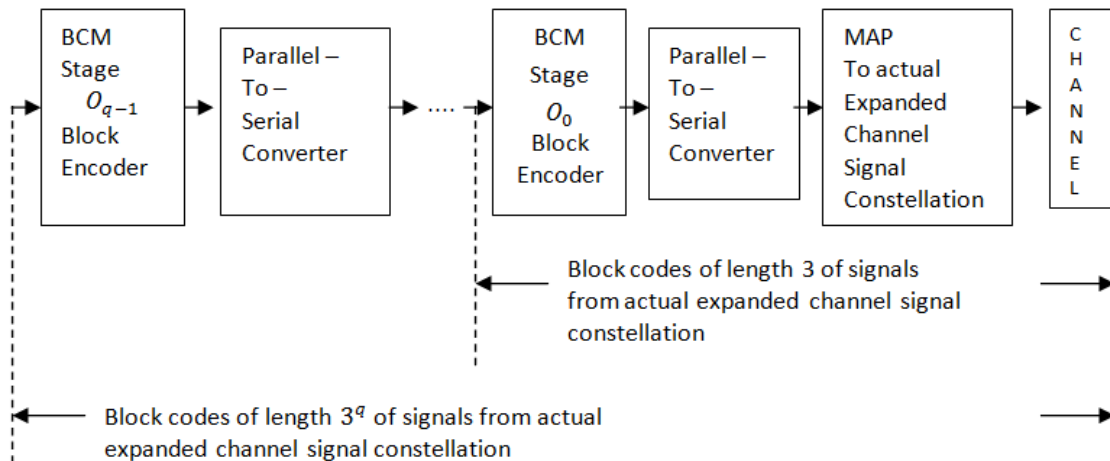 BCM
Stage
O_{q−1}
Block
Encoder
Parallel –
To –
Serial
Converter
....
BCM
Stage
O_0
Block
Encoder
Parallel –
To –
Serial
Converter
MAP
To actual
Expanded
Channel
Signal
Constellation
C
H
A
N
N
E
L
Block codes of length 3 of signals
from actual expanded channel signal
constellation
Block codes of length 3^q of signals from actual
expanded channel signal constellation